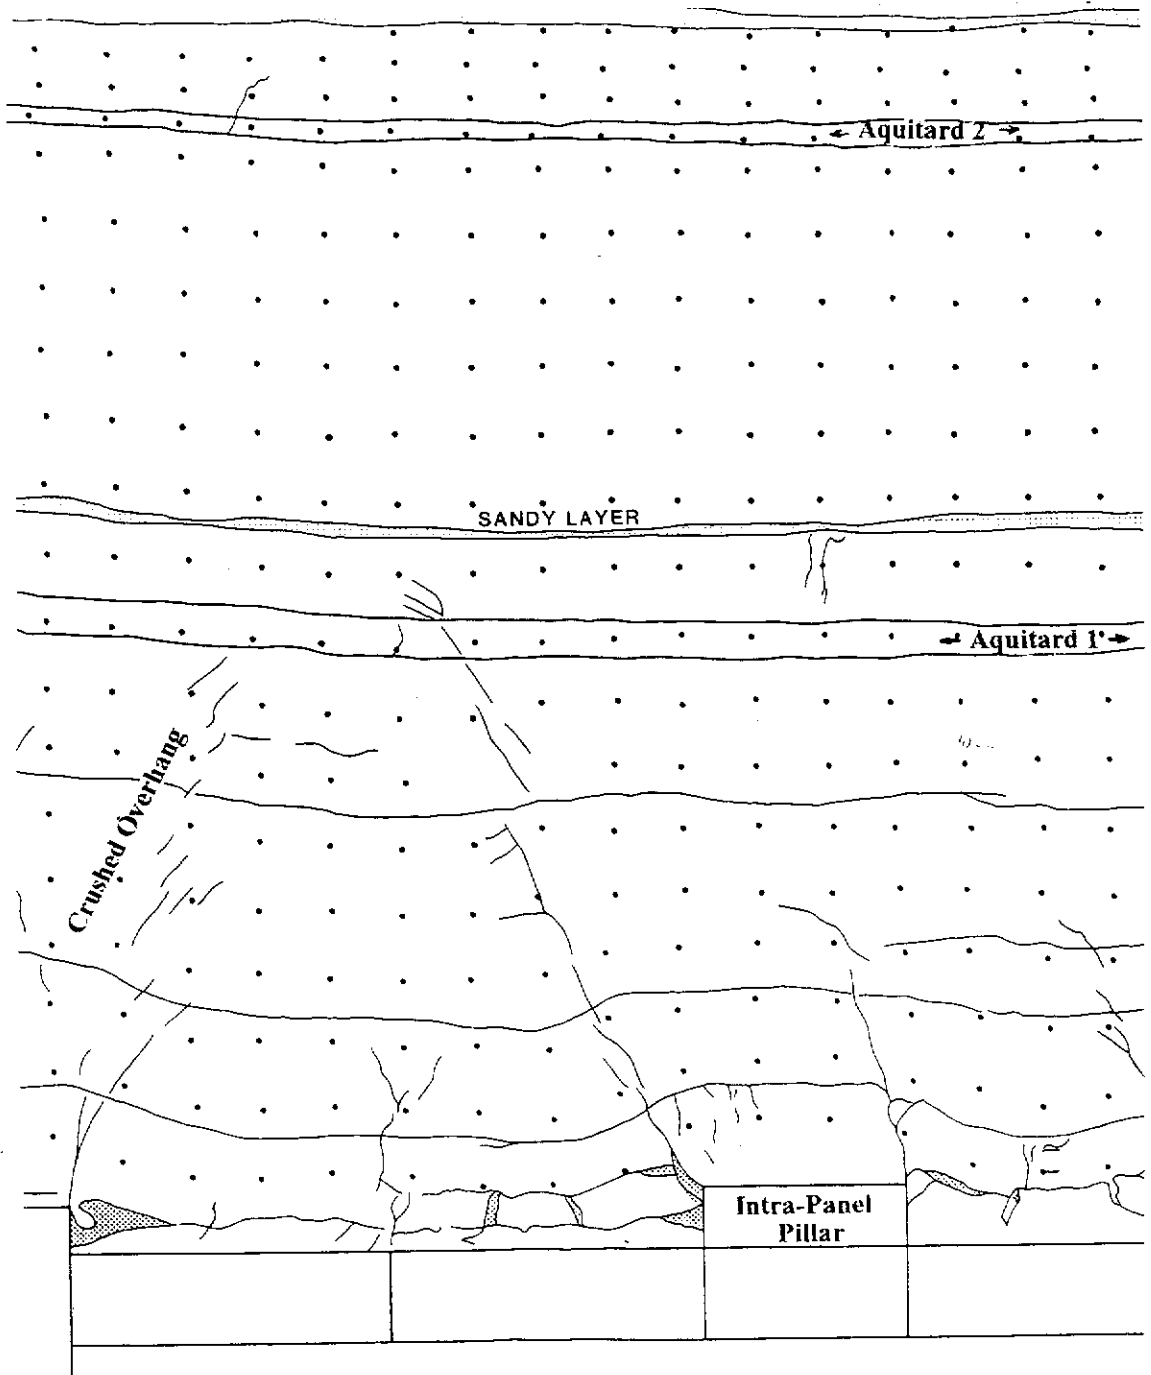 Aquitard 2
SANDY LAYER
Aquitard 1
Crushed Overhang
Intra-Panel
Pillar